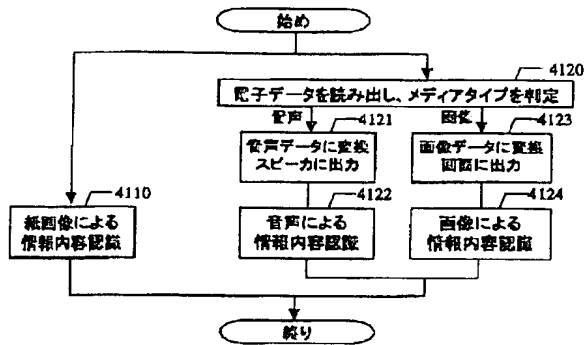 始め
4120
電子データを読み出し、メディアタイプを判定
音声
4121
画像
4123
音声データに変換
スピーカに出力
画像データに変換
画面に出力
4110
4122
4124
紙画像による
情報内容認識
音声による
情報内容認識
画像による
情報内容認識
終り